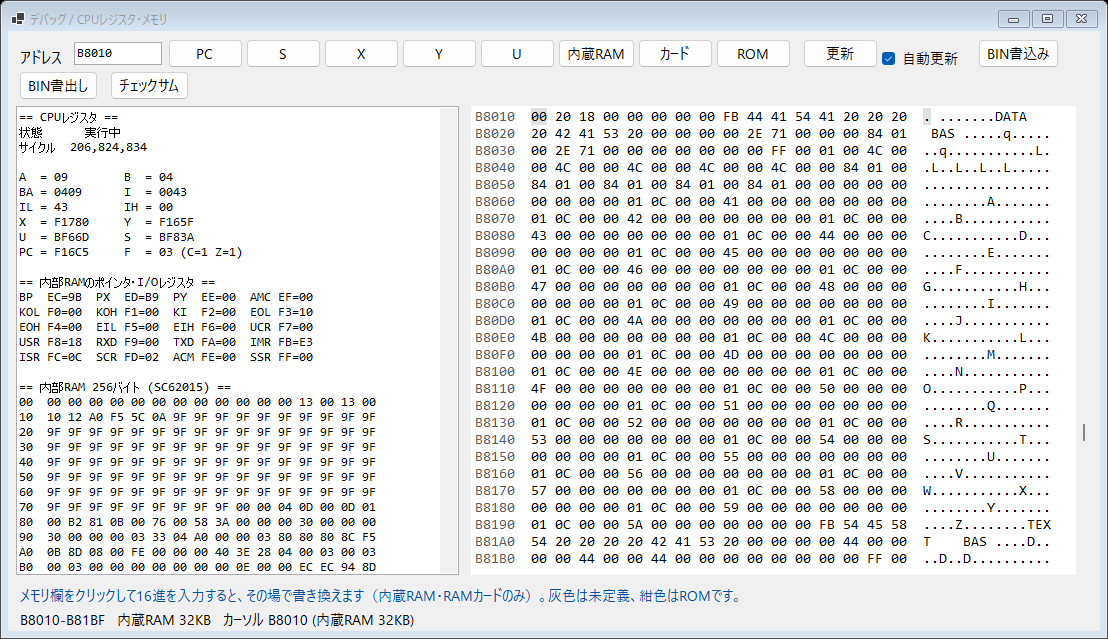 デバッグ / CPUレジスタ・メモリ
アドレス B8010 PC S X Y U 内蔵RAM カード ROM 更新 自動更新 BIN書込み
BIN書出し チェックサム
== CPUレジスタ ==
状態 実行中
サイクル 206,824,834
A = 09 B = 04
BA = 0409 I = 0043
IL = 43 IH = 00
X = F1780 Y = F165F
U = BF66D S = BF83A
PC = F16C5 F = 03 (C=1 Z=1)
== 内部RAMのポインタ・I/Oレジスタ ==
BP EC=9B PX ED=B9 PY EE=00 AMC EF=00
KOL F0=00 KOH F1=00 KI F2=00 EOL F3=10
EOH F4=00 EIL F5=00 EIH F6=00 UCR F7=00
USR F8=18 RXD F9=00 TXD FA=00 IMR FB=E3
ISR FC=0C SCR FD=02 ACM FE=00 SSR FF=00
== 内部RAM 256バイト (SC62015) ==
00 00 00 00 00 00 00 00 00 00 00 00 00 13 00 13 00
10 10 12 A0 F5 5C 0A 9F 9F 9F 9F 9F 9F 9F 9F 9F 9F
20 9F 9F 9F 9F 9F 9F 9F 9F 9F 9F 9F 9F 9F 9F 9F 9F
30 9F 9F 9F 9F 9F 9F 9F 9F 9F 9F 9F 9F 9F 9F 9F 9F
40 9F 9F 9F 9F 9F 9F 9F 9F 9F 9F 9F 9F 9F 9F 9F 9F
50 9F 9F 9F 9F 9F 9F 9F 9F 9F 9F 9F 9F 9F 9F 9F 9F
60 9F 9F 9F 9F 9F 9F 9F 9F 9F 9F 9F 9F 9F 9F 9F 9F
70 9F 9F 9F 9F 9F 9F 9F 9F 9F 00 00 04 0D 00 0D 01
80 00 B2 81 0B 00 76 00 58 3A 00 00 00 30 00 00 00
90 30 00 00 00 03 33 04 A0 00 00 03 80 80 80 8C F5
A0 0B 8D 08 00 FE 00 00 00 40 3E 28 04 00 03 00 03
B0 00 03 00 00 00 00 00 00 00 0E 00 00 EC EC 94 8D
B8010 00 20 18 00 00 00 00 00 FB 44 41 54 41 20 20 20 . .......DATA
B8020 20 42 41 53 20 00 00 00 00 2E 71 00 00 00 84 01 BAS .....q.....
B8030 00 2E 71 00 00 00 00 00 00 00 FF 00 01 00 4C 00 ..q...........L.
B8040 00 4C 00 00 4C 00 00 4C 00 00 4C 00 00 84 01 00 .L..L..L..L.....
B8050 84 01 00 84 01 00 84 01 00 84 01 00 00 00 00 00 ................
B8060 00 00 00 00 01 0C 00 00 41 00 00 00 00 00 00 00 ........A.......
B8070 01 0C 00 00 42 00 00 00 00 00 00 00 01 0C 00 00 ....B...........
B8080 43 00 00 00 00 00 00 00 01 0C 00 00 44 00 00 00 C...........D...
B8090 00 00 00 00 01 0C 00 00 45 00 00 00 00 00 00 00 ........E.......
B80A0 01 0C 00 00 46 00 00 00 00 00 00 00 01 0C 00 00 ....F...........
B80B0 47 00 00 00 00 00 00 00 01 0C 00 00 48 00 00 00 G...........H...
B80C0 00 00 00 00 01 0C 00 00 49 00 00 00 00 00 00 00 ........I.......
B80D0 01 0C 00 00 4A 00 00 00 00 00 00 00 01 0C 00 00 ....J...........
B80E0 4B 00 00 00 00 00 00 00 01 0C 00 00 4C 00 00 00 K...........L...
B80F0 00 00 00 00 01 0C 00 00 4D 00 00 00 00 00 00 00 ........M.......
B8100 01 0C 00 00 4E 00 00 00 00 00 00 00 01 0C 00 00 ....N...........
B8110 4F 00 00 00 00 00 00 00 01 0C 00 00 50 00 00 00 O...........P...
B8120 00 00 00 00 01 0C 00 00 51 00 00 00 00 00 00 00 ........Q.......
B8130 01 0C 00 00 52 00 00 00 00 00 00 00 01 0C 00 00 ....R...........
B8140 53 00 00 00 00 00 00 00 01 0C 00 00 54 00 00 00 S...........T...
B8150 00 00 00 00 01 0C 00 00 55 00 00 00 00 00 00 00 ........U.......
B8160 01 0C 00 00 56 00 00 00 00 00 00 00 01 0C 00 00 ....V...........
B8170 57 00 00 00 00 00 00 00 01 0C 00 00 58 00 00 00 W...........X...
B8180 00 00 00 00 01 0C 00 00 59 00 00 00 00 00 00 00 ........Y.......
B8190 01 0C 00 00 5A 00 00 00 00 00 00 00 FB 54 45 58 ....Z........TEX
B81A0 54 20 20 20 20 42 41 53 20 00 00 00 00 44 00 00 T BAS ....D..
B81B0 00 00 44 00 00 44 00 00 00 00 00 00 00 00 FF 00 ..D..D..........
メモリ欄をクリックして16進を入力すると、その場で書き換えます（内蔵RAM・RAMカードのみ）。灰色は未定義、紺色はROMです。
B8010-B81BF 内蔵RAM 32KB カーソル B8010 (内蔵RAM 32KB)